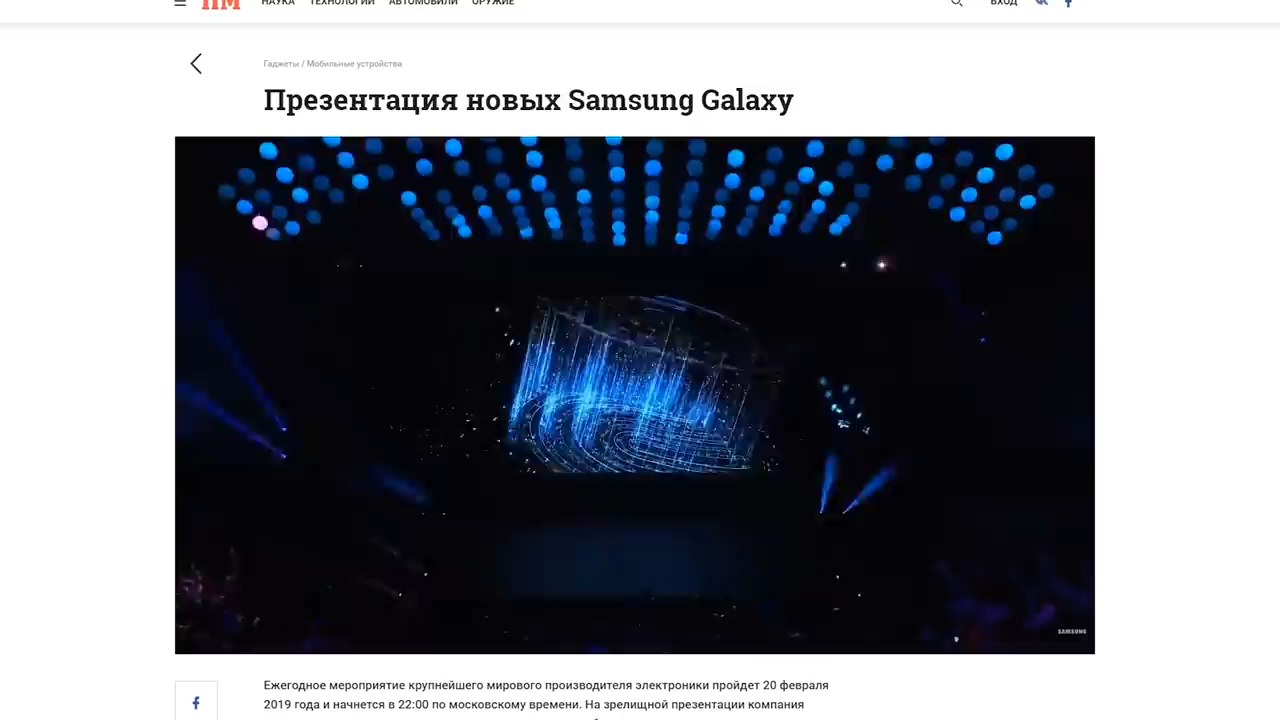 ПМ НАУКА ТЕХНОЛОГИИ АВТОМОБИЛИ ОРУЖИЕ ВХОД
Гаджеты / Мобильные устройства
Презентация новых Samsung Galaxy
SAMSUNG
Ежегодное мероприятие крупнейшего мирового производителя электроники пройдет 20 февраля
2019 года и начнется в 22:00 по московскому времени. На зрелищной презентации компания